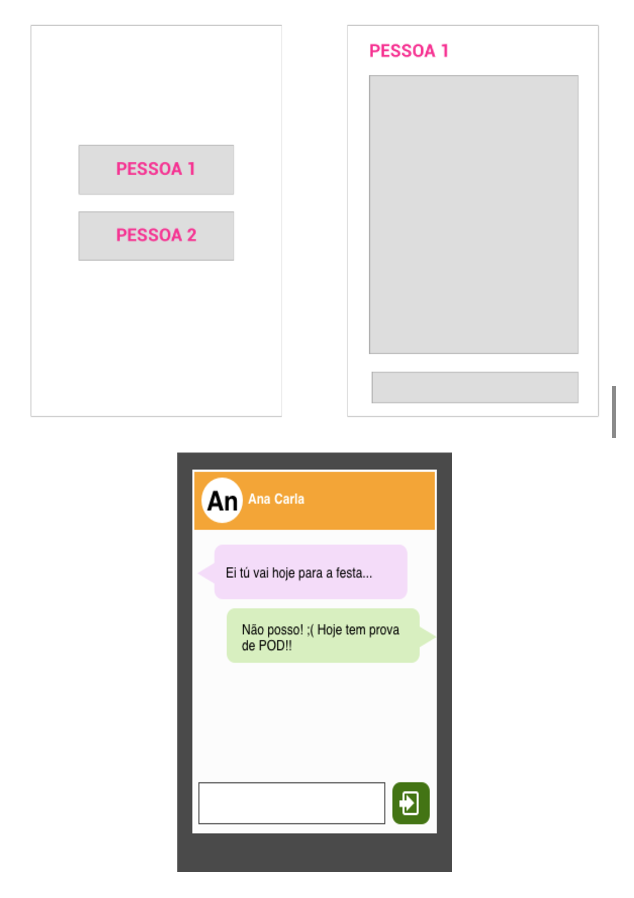 PESSOA 1
PESSOA 2
PESSOA 1
An
Ana Carla
Ei tú vai hoje para a festa...
Não posso! ;( Hoje tem prova
de POD!!